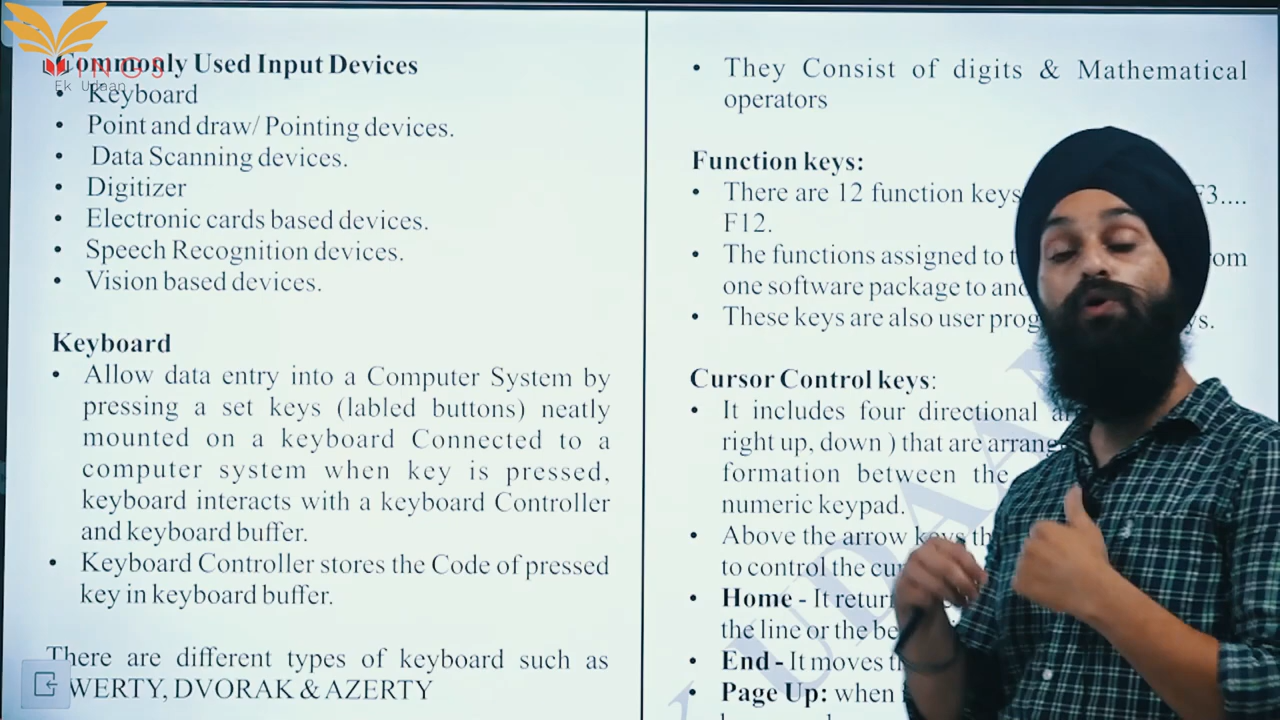 WINGS
Ek Udaan
Commonly Used Input Devices
• Keyboard
• Point and draw/ Pointing devices.
• Data Scanning devices.
• Digitizer
• Electronic cards based devices.
• Speech Recognition devices.
• Vision based devices.
Keyboard
• Allow data entry into a Computer System by
pressing a set keys (labled buttons) neatly
mounted on a keyboard Connected to a
computer system when key is pressed,
keyboard interacts with a keyboard Controller
and keyboard buffer.
• Keyboard Controller stores the Code of pressed
key in keyboard buffer.
There are different types of keyboard such as
WERTY, DVORAK & AZERTY
• They Consist of digits & Mathematical
operators
Function keys:
• There are 12 function keys F3....
F12.
• The functions assigned to
one software package to
• These keys are also user
Cursor Control keys:
• It includes four directional
right up, down ) that are
formation between the
numeric keypad.
• Above the arrow keys
to control the
• Home - It
the line or the
• End - It moves
• Page Up: when
UDAAN